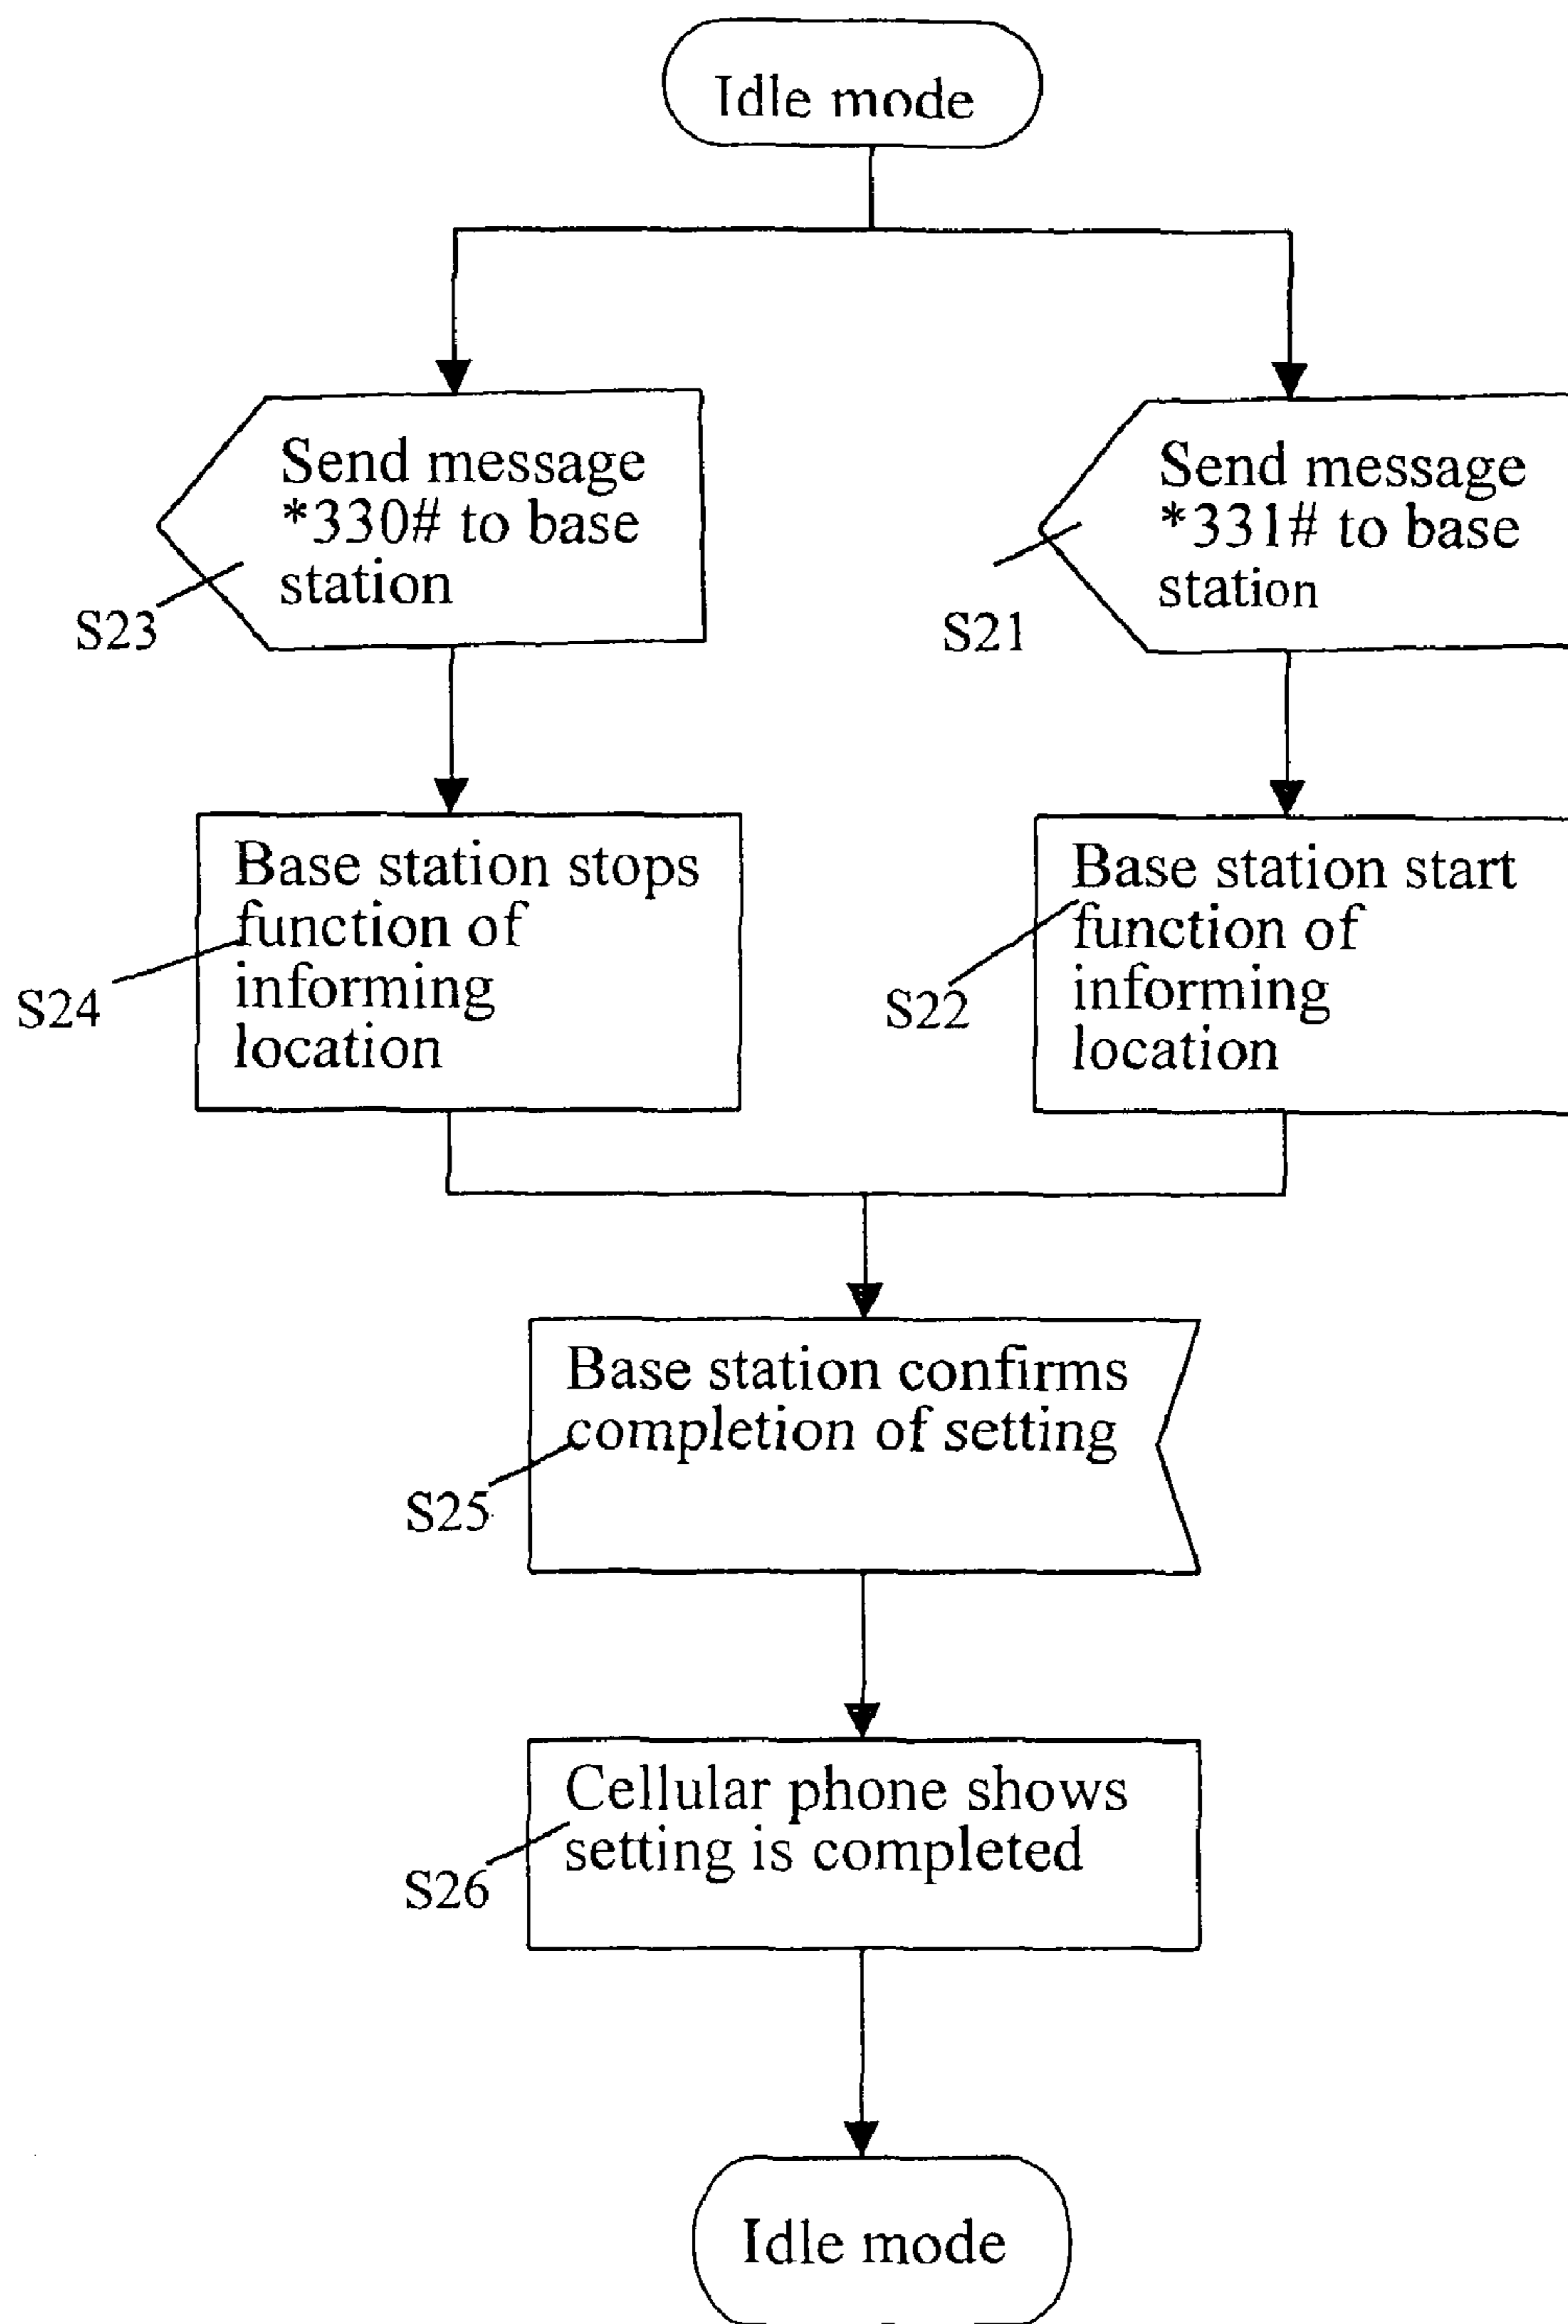 Idle mode
Send message
*330# to base
station
S23
Send message
*331# to base
station
S21
Base station stops
function of
informing
location
S24
Base station start
function of
informing
location
S22
Base station confirms
completion of setting
S25
Cellular phone shows
setting is completed
S26
Idle mode